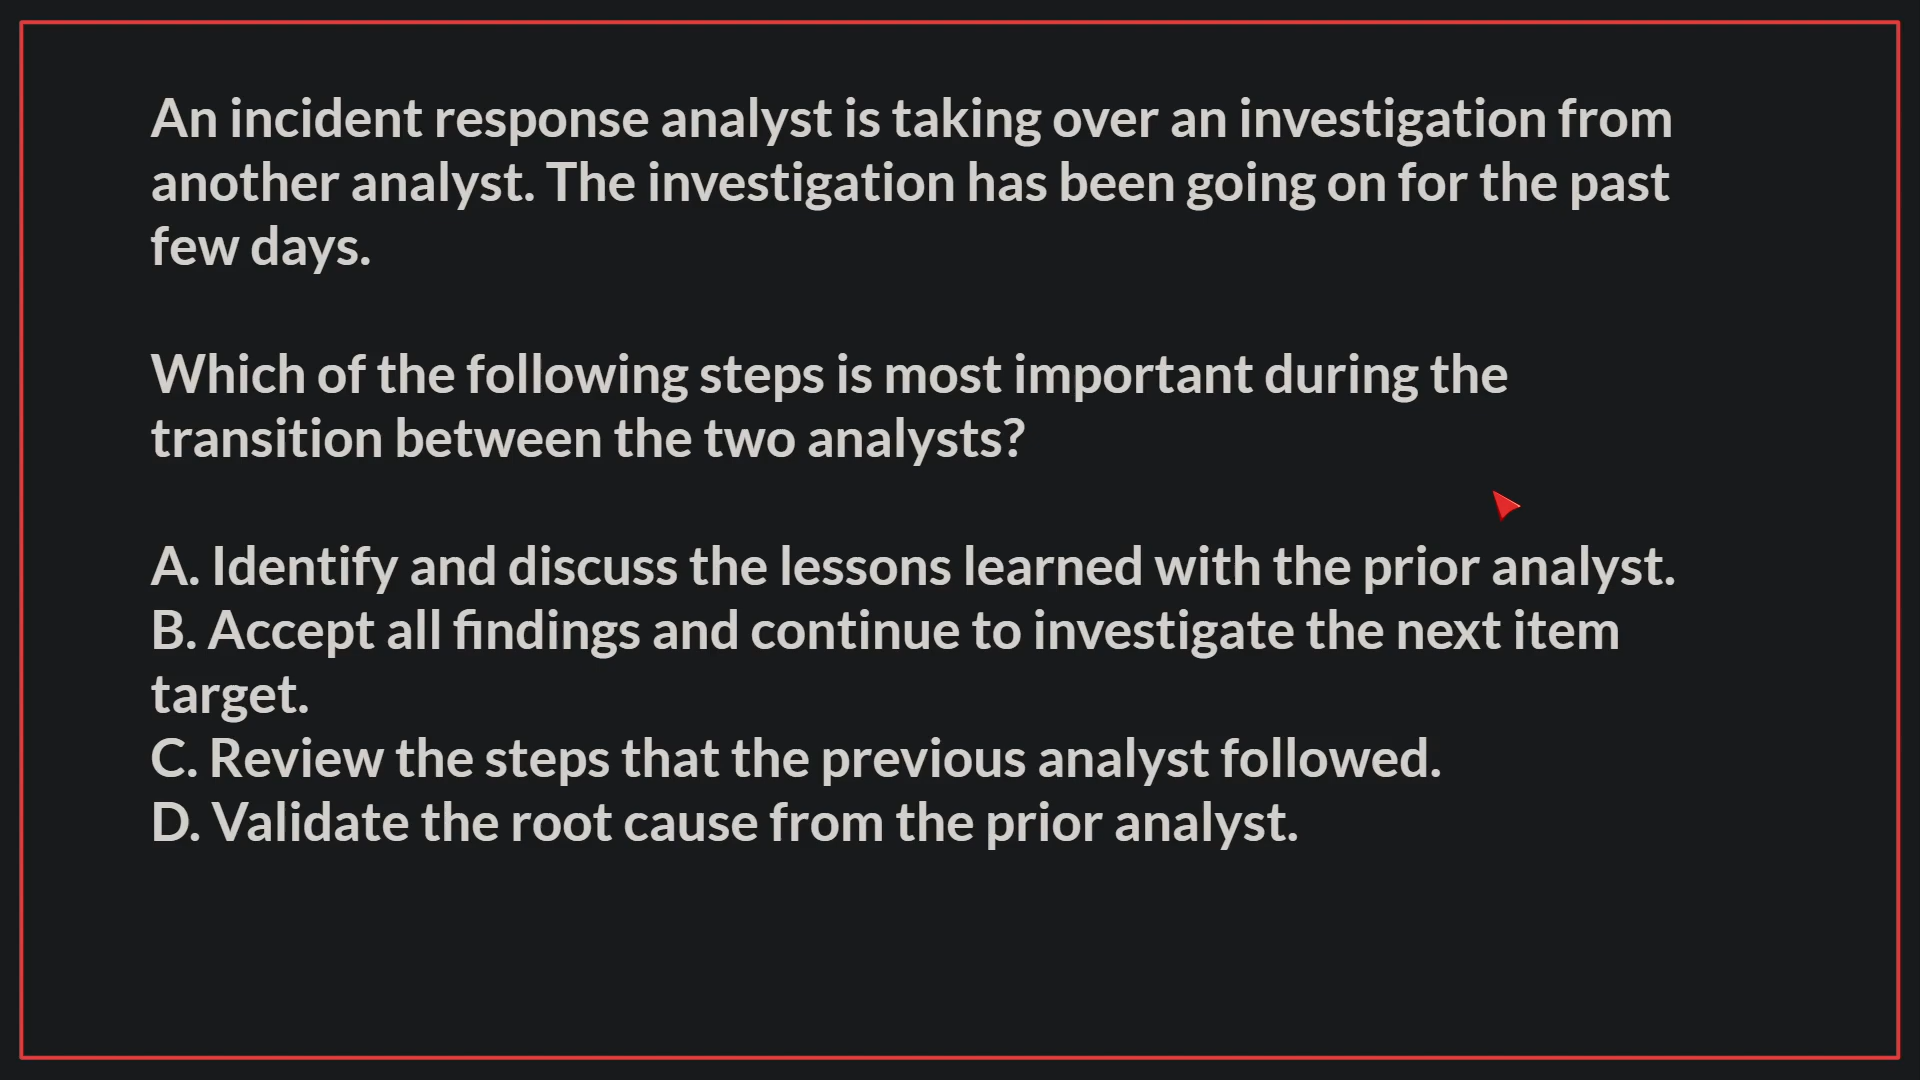 An incident response analyst is taking over an investigation from
another analyst. The investigation has been going on for the past
few days.
Which of the following steps is most important during the
transition between the two analysts?
A. Identify and discuss the lessons learned with the prior analyst.
B. Accept all findings and continue to investigate the next item
target.
C. Review the steps that the previous analyst followed.
D. Validate the root cause from the prior analyst.